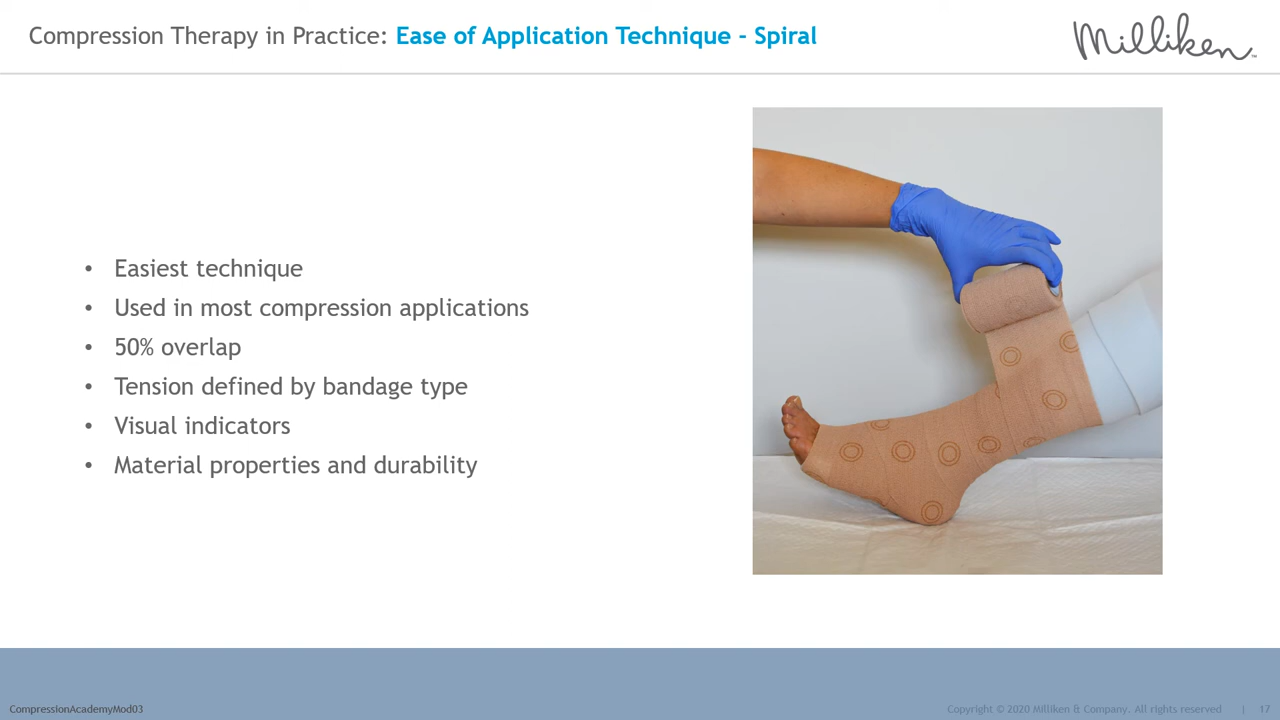 Compression Therapy in Practice: Ease of Application Technique - Spiral
Milliken™
• Easiest technique
• Used in most compression applications
• 50% overlap
• Tension defined by bandage type
• Visual indicators
• Material properties and durability
CompressionAcademyMod03
Copyright © 2020 Milliken & Company. All rights reserved | 17